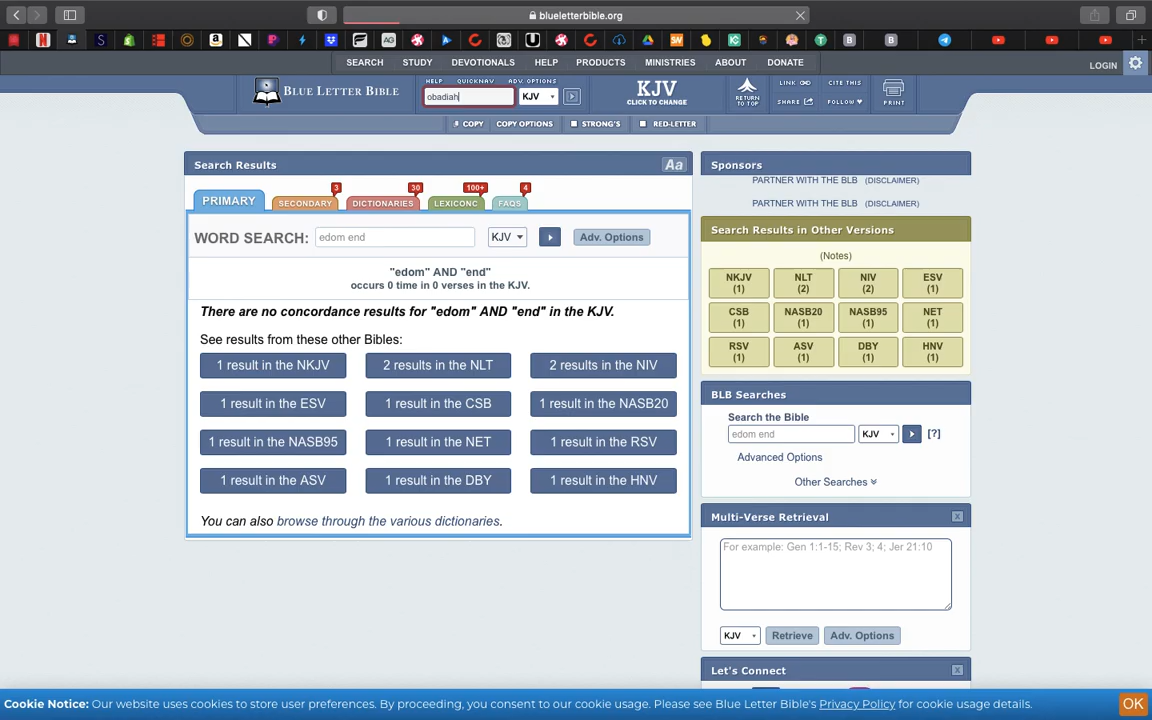 blueletterbible.org
SEARCH STUDY DEVOTIONALS HELP PRODUCTS MINISTRIES ABOUT DONATE LOGIN
BLUE LETTER BIBLE
HELP QUICKNAV ADV. OPTIONS
obadiah KJV
KJV
CLICK TO CHANGE
RETURN
TO TOP
LINK CITE THIS
SHARE FOLLOW
PRINT
COPY COPY OPTIONS STRONG'S RED-LETTER
Search Results Aa
PRIMARY
SECONDARY 3
DICTIONARIES 30
LEXICONC 100+
FAQS 4
WORD SEARCH: edom end KJV Adv. Options
"edom" AND "end"
occurs 0 time in 0 verses in the KJV.
There are no concordance results for "edom" AND "end" in the KJV.
See results from these other Bibles:
1 result in the NKJV 2 results in the NLT 2 results in the NIV
1 result in the ESV 1 result in the CSB 1 result in the NASB20
1 result in the NASB95 1 result in the NET 1 result in the RSV
1 result in the ASV 1 result in the DBY 1 result in the HNV
You can also browse through the various dictionaries.
Sponsors
PARTNER WITH THE BLB (DISCLAIMER)
PARTNER WITH THE BLB (DISCLAIMER)
Search Results in Other Versions
(Notes)
NKJV NLT NIV ESV
(1) (2) (2) (1)
CSB NASB20 NASB95 NET
(1) (1) (1) (1)
RSV ASV DBY HNV
(1) (1) (1) (1)
BLB Searches
Search the Bible
edom end KJV [?]
Advanced Options
Other Searches
Multi-Verse Retrieval X
For example: Gen 1:1-15; Rev 3; 4; Jer 21:10
KJV Retrieve Adv. Options
Let's Connect X
Cookie Notice: Our website uses cookies to store user preferences. By proceeding, you consent to our cookie usage. Please see Blue Letter Bible's Privacy Policy for cookie usage details. OK